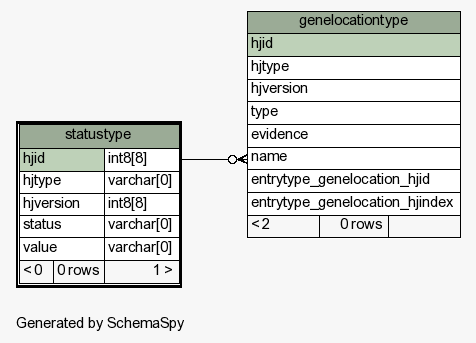 genelocationtype
hjid
hjtype
hjversion
type
evidence
name
entrytype_genelocation_hjid
entrytype_genelocation_hjindex
< 2 0 rows
statustype
hjid int8[8]
hjtype varchar[0]
hjversion int8[8]
status varchar[0]
value varchar[0]
< 0 0 rows 1 >
Generated by SchemaSpy